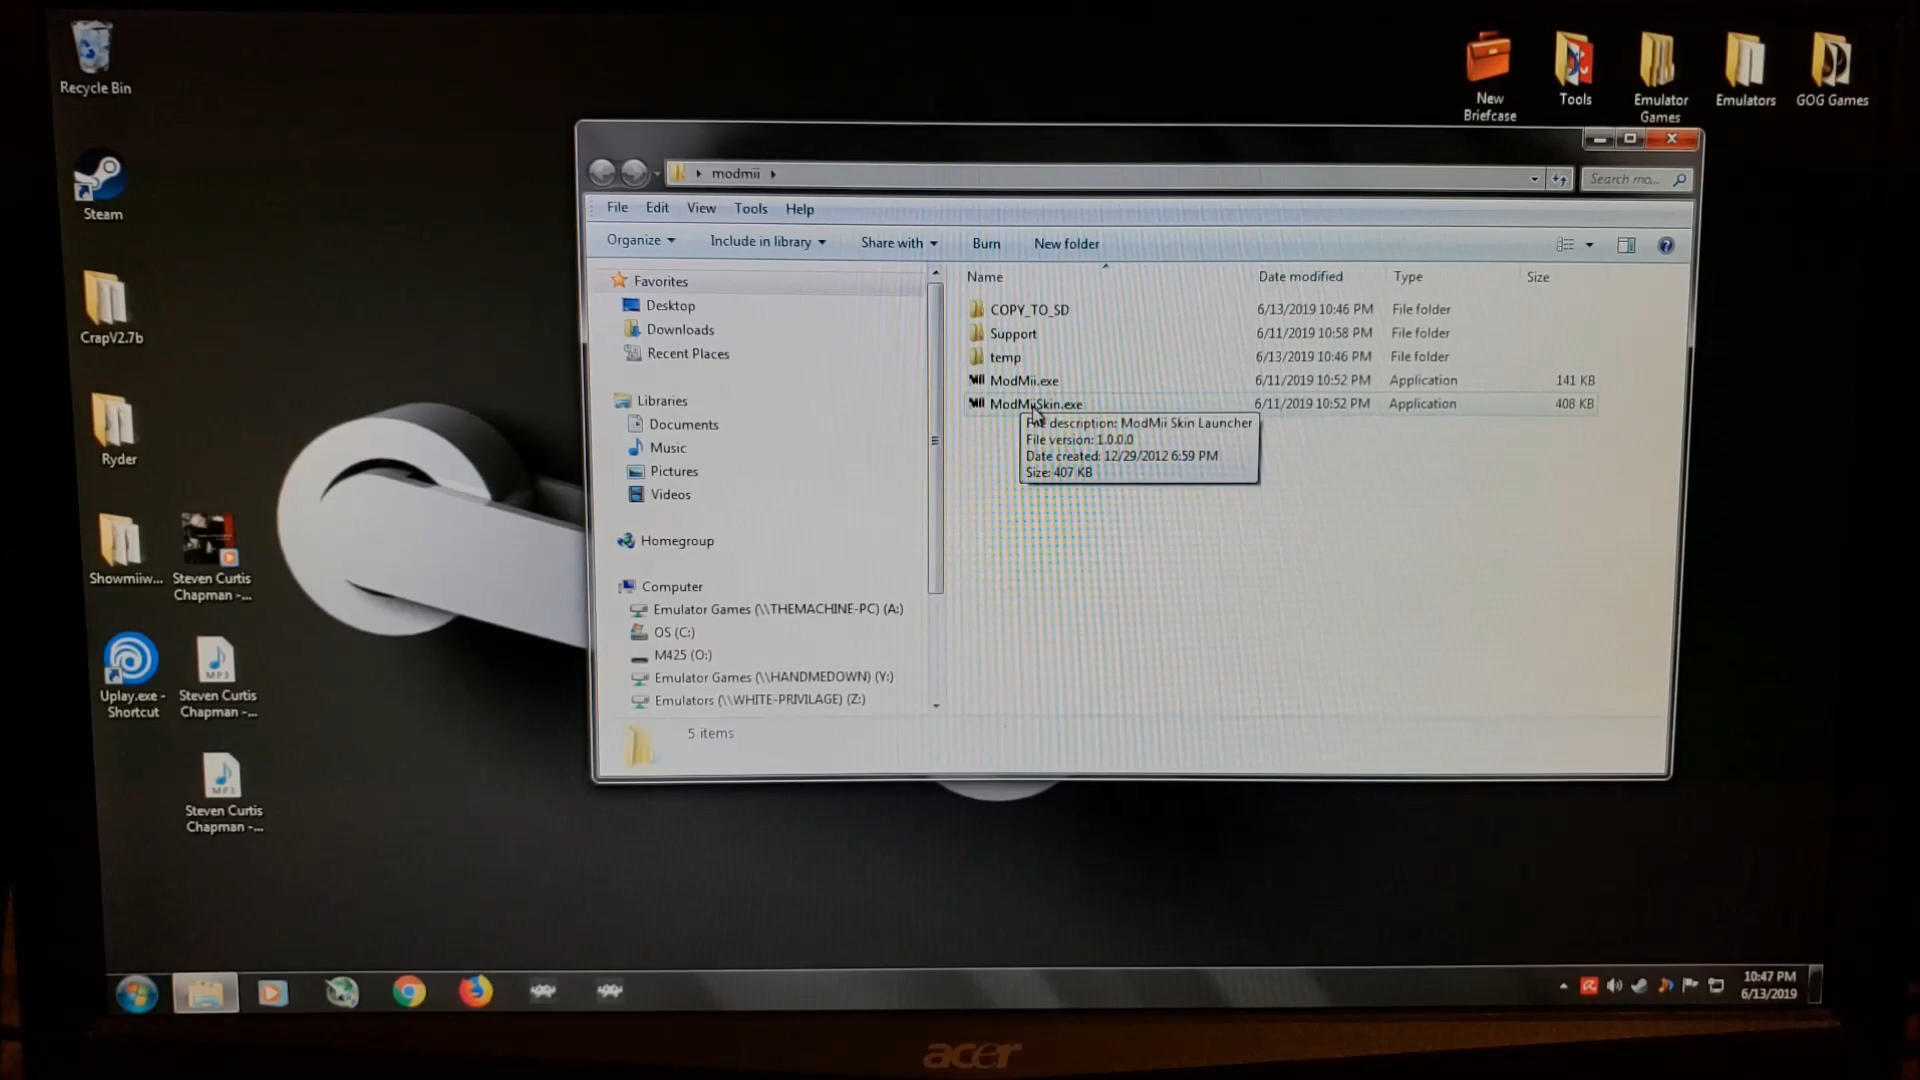 Recycle Bin
Steam
CrapV2.7b
Ryder
Showmiiw...
Steven Curtis
Chapman -...
Uplay.exe -
Shortcut
MP3
Steven Curtis
Chapman -...
MP3
Steven Curtis
Chapman -...
New
Briefcase
Tools
Emulator
Games
Emulators
GOG Games
modmii
Search mo...
File Edit View Tools Help
Organize Include in library Share with Burn New folder
Favorites
Desktop
Downloads
Recent Places
Libraries
Documents
Music
Pictures
Videos
Homegroup
Computer
Emulator Games (\\THEMACHINE-PC) (A:)
OS (C:)
M425 (O:)
Emulator Games (\\HANDMEDOWN) (Y:)
Emulators (\\WHITE-PRIVILAGE) (Z:)
Name Date modified Type Size
COPY_TO_SD 6/13/2019 10:46 PM File folder
Support 6/11/2019 10:58 PM File folder
temp 6/13/2019 10:46 PM File folder
ModMii.exe 6/11/2019 10:52 PM Application 141 KB
ModMiiSkin.exe 6/11/2019 10:52 PM Application 408 KB
File description: ModMii Skin Launcher
File version: 1.0.0.0
Date created: 12/29/2012 6:59 PM
Size: 407 KB
5 items
10:47 PM
6/13/2019
acer